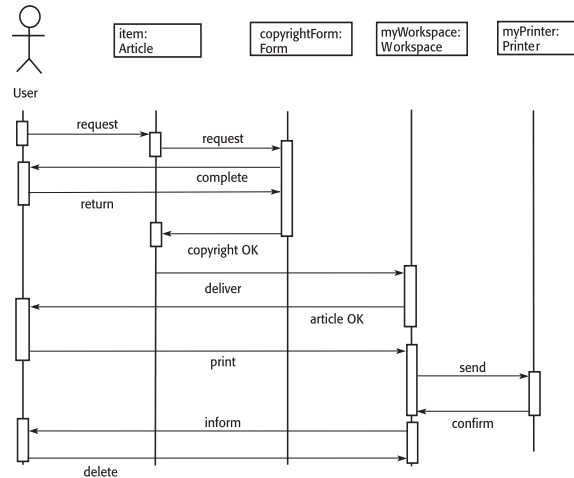 item:
Article
copyrightForm:
Form
myWorkspace:
Workspace
myPrinter:
Printer
User
request
request
complete
return
copyright OK
deliver
article OK
print
send
confirm
inform
delete